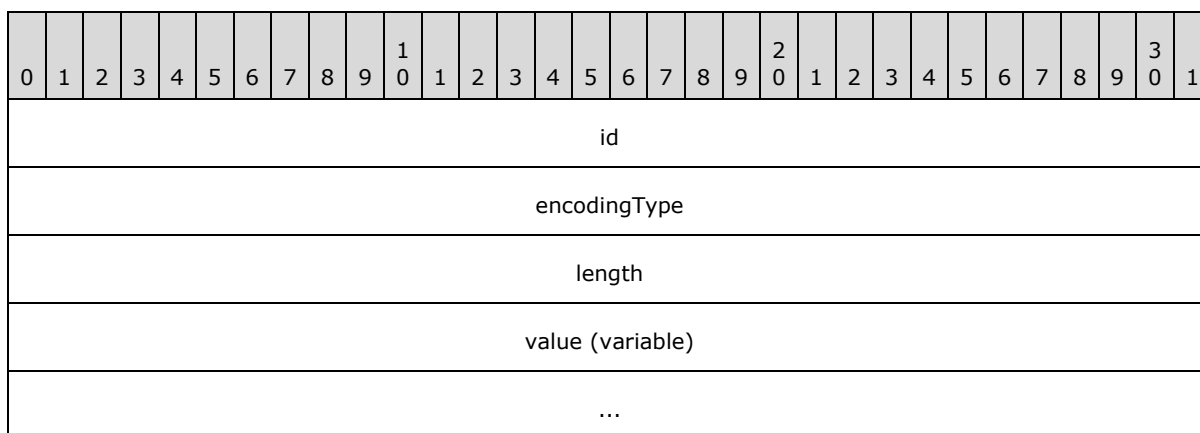 0 1 2 3 4 5 6 7 8 9 1 0 1 2 3 4 5 6 7 8 9 2 0 1 2 3 4 5 6 7 8 9 3 0 1
id
encodingType
length
value (variable)
...